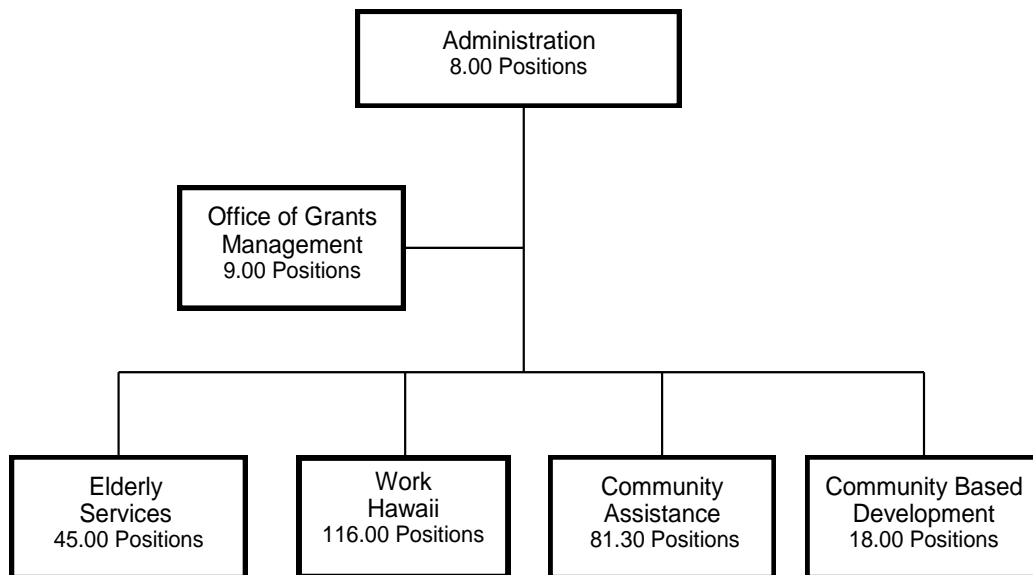 Administration
8.00 Positions
Office of Grants
Management
9.00 Positions
Elderly
Services
45.00 Positions
Work
Hawaii
116.00 Positions
Community
Assistance
81.30 Positions
Community Based
Development
18.00 Positions